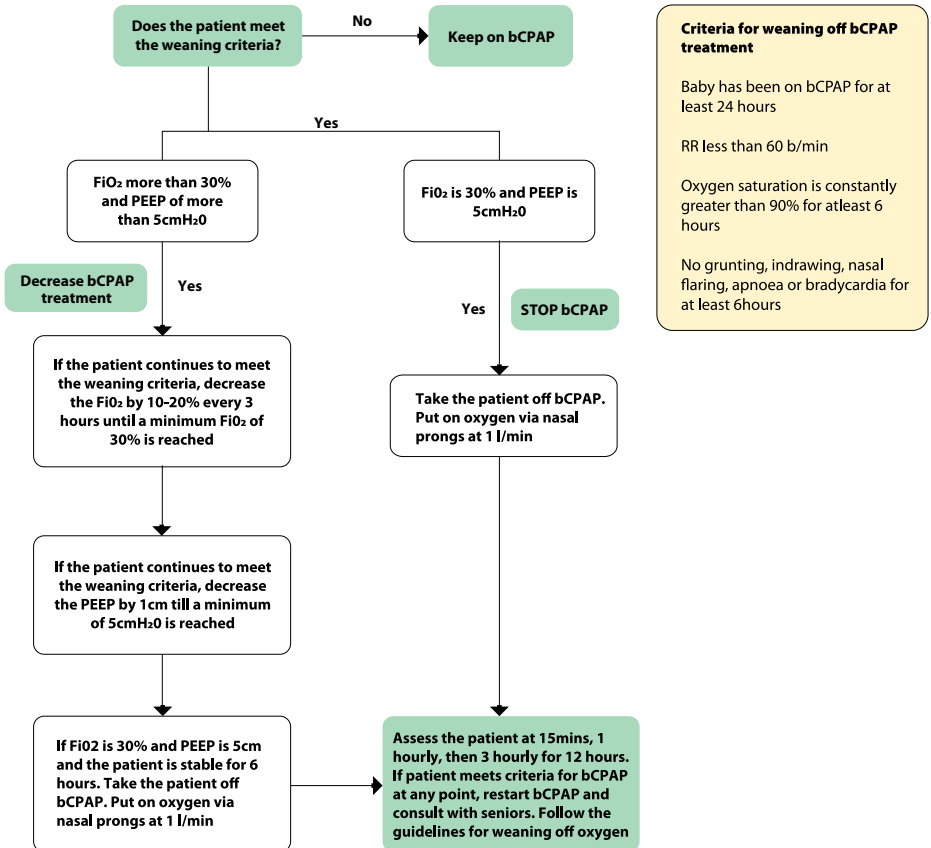 Does the patient meet
the weaning criteria?
No
Keep on bCPAP
Yes
FiO₂ more than 30%
and PEEP of more
than 5cmH₂0
Fi0₂ is 30% and PEEP is
5cmH₂0
Decrease bCPAP
treatment
Yes
Yes
STOP bCPAP
If the patient continues to meet
the weaning criteria, decrease
the Fi0₂ by 10-20% every 3
hours until a minimum Fi0₂ of
30% is reached
Take the patient off bCPAP.
Put on oxygen via nasal
prongs at 1 l/min
If the patient continues to meet
the weaning criteria, decrease
the PEEP by 1cm till a minimum
of 5cmH₂0 is reached
If Fi02 is 30% and PEEP is 5cm
and the patient is stable for 6
hours. Take the patient off
bCPAP. Put on oxygen via
nasal prongs at 1 l/min
Assess the patient at 15mins, 1
hourly, then 3 hourly for 12 hours.
If patient meets criteria for bCPAP
at any point, restart bCPAP and
consult with seniors. Follow the
guidelines for weaning off oxygen
Criteria for weaning off bCPAP
treatment
Baby has been on bCPAP for at
least 24 hours
RR less than 60 b/min
Oxygen saturation is constantly
greater than 90% for atleast 6
hours
No grunting, indrawing, nasal
flaring, apnoea or bradycardia for
at least 6hours